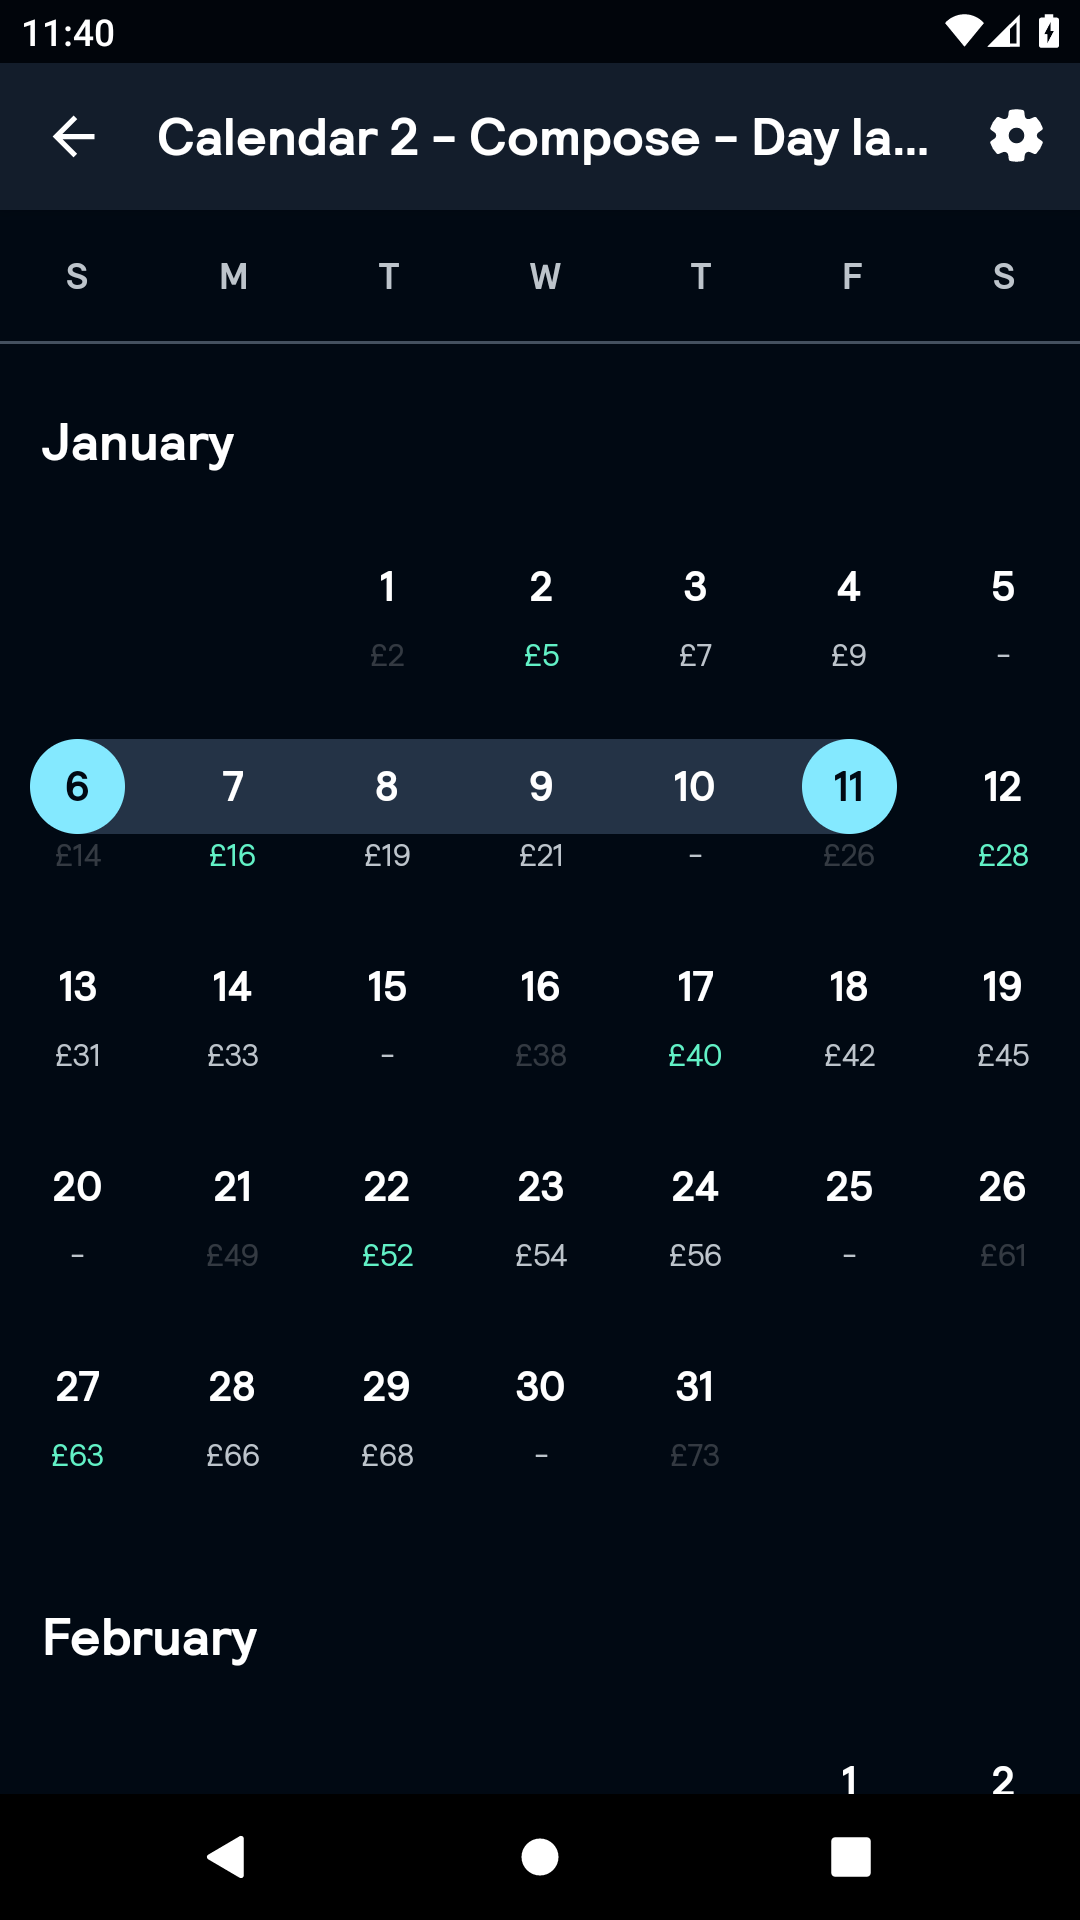 11:40
Calendar 2 – Compose – Day la...
S M T W T F S
January
1 2 3 4 5
£2 £5 £7 £9 -
6 7 8 9 10 11 12
£14 £16 £19 £21 - £26 £28
13 14 15 16 17 18 19
£31 £33 - £38 £40 £42 £45
20 21 22 23 24 25 26
- £49 £52 £54 £56 - £61
27 28 29 30 31
£63 £66 £68 - £73
February
1 2